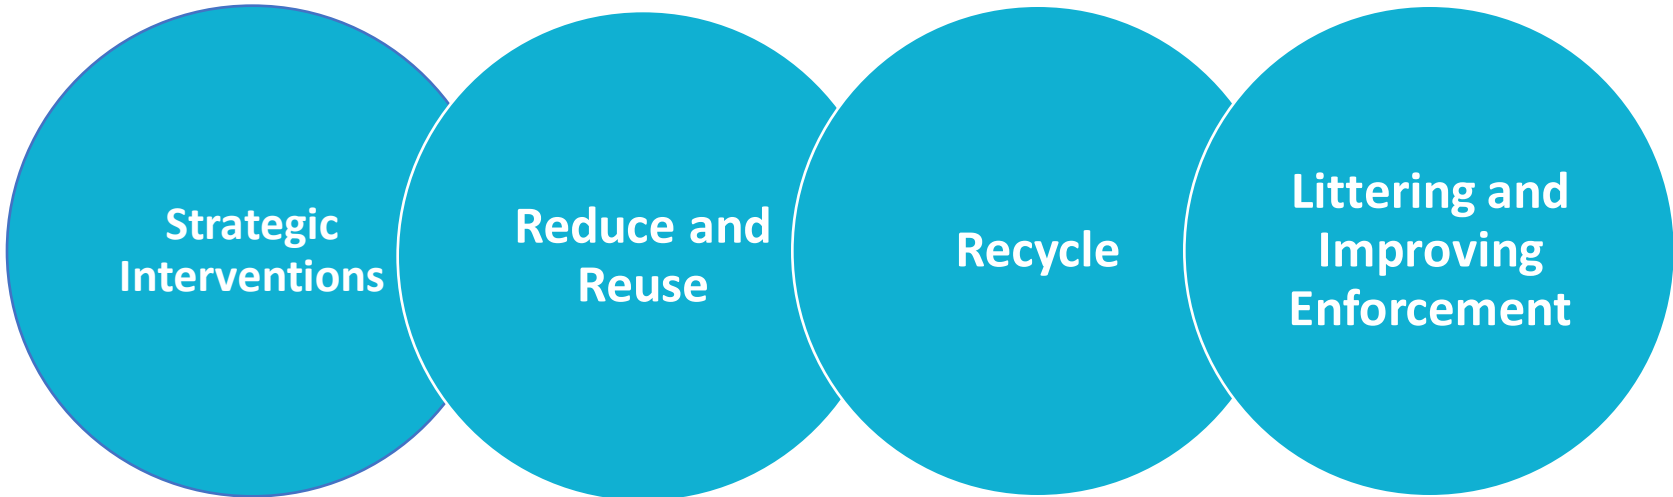 Strategic
Interventions
Reduce and
Reuse
Recycle
Littering and
Improving
Enforcement